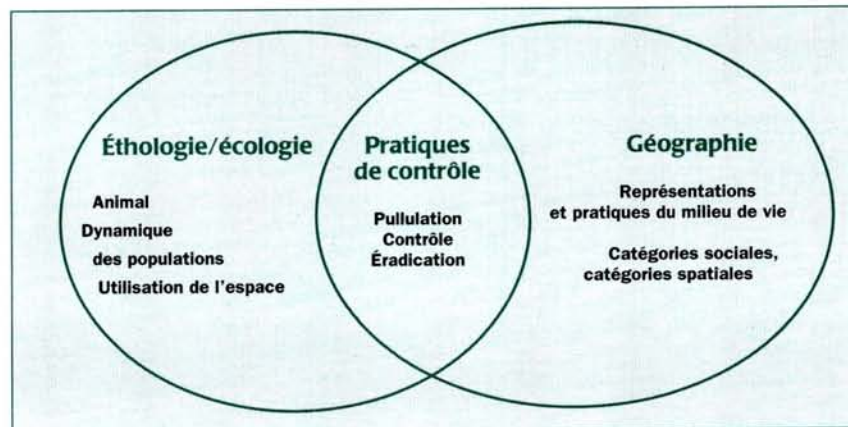 Éthologie/écologie
Animal
Dynamique
des populations
Utilisation de l'espace
Pratiques
de contrôle
Pullulation
Contrôle
Éradication
Géographie
Représentations
et pratiques du milieu de vie
Catégories sociales,
catégories spatiales